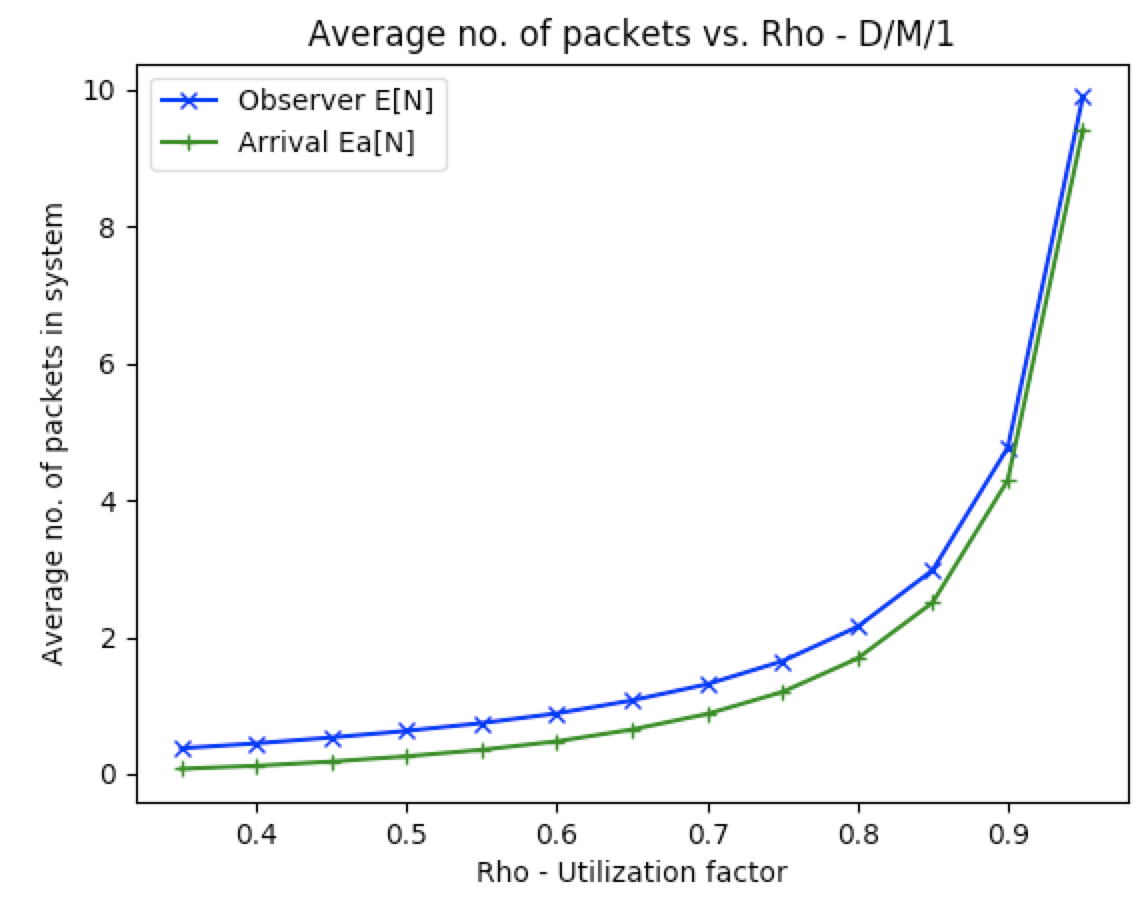 Average no. of packets vs. Rho - D/M/1
Observer E[N]
Arrival Ea[N]
Average no. of packets in system
10
8
6
4
2
0
0.4 0.5 0.6 0.7 0.8 0.9
Rho - Utilization factor